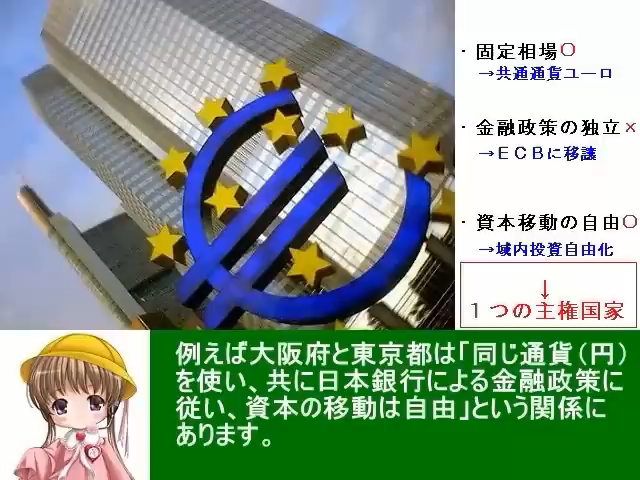 ・固定相場○
→共通通貨ユーロ
・金融政策の独立×
→ＥＣＢに移譲
・資本移動の自由○
→域内投資自由化
↓
１つの主権国家
例えば大阪府と東京都は「同じ通貨（円）
を使い、共に日本銀行による金融政策に
従い、資本の移動は自由」という関係に
あります。